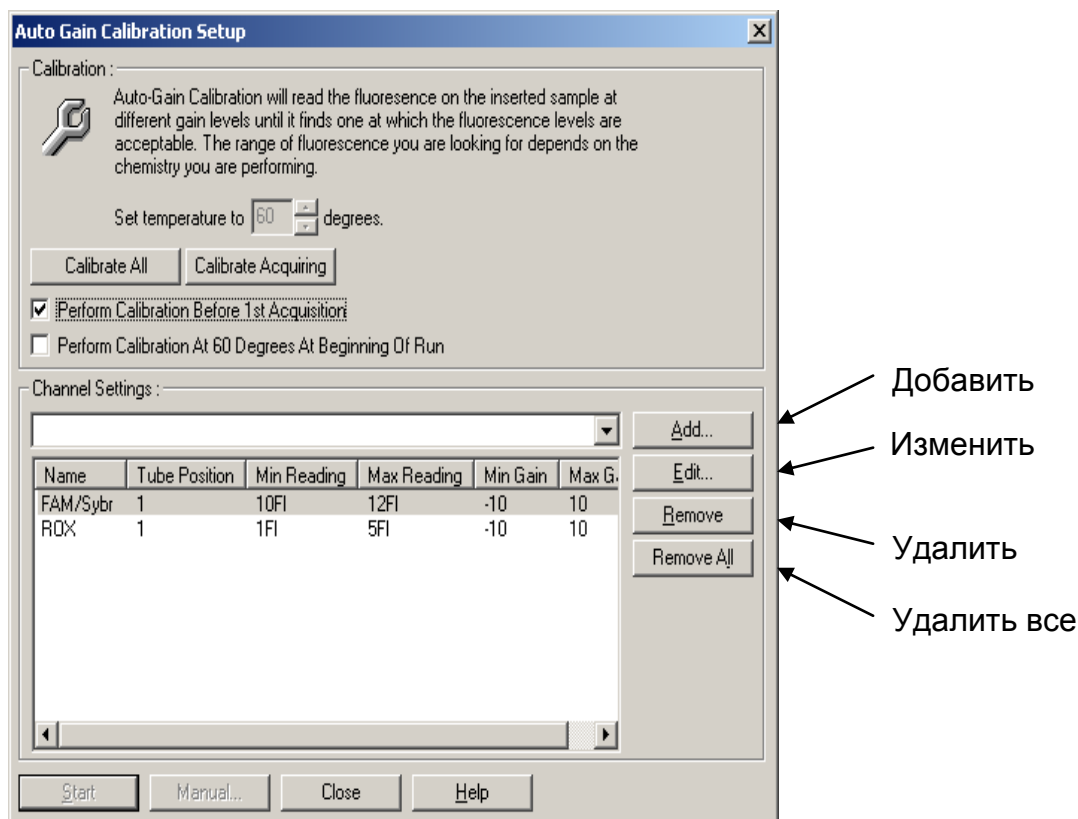 Auto Gain Calibration Setup
Calibration :
Auto-Gain Calibration will read the fluoresence on the inserted sample at
different gain levels until it finds one at which the fluorescence levels are
acceptable. The range of fluorescence you are looking for depends on the
chemistry you are performing.
Set temperature to 60 degrees.
Calibrate All Calibrate Acquiring
Perform Calibration Before 1st Acquisition
Perform Calibration At 60 Degrees At Beginning Of Run
Channel Settings :
Add...
Edit...
Remove
Remove All
Name Tube Position Min Reading Max Reading Min Gain Max G
FAM/Sybr 1 10Fl 12Fl -10 10
ROX 1 1Fl 5Fl -10 10
Добавить
Изменить
Удалить
Удалить все
Start Manual... Close Help